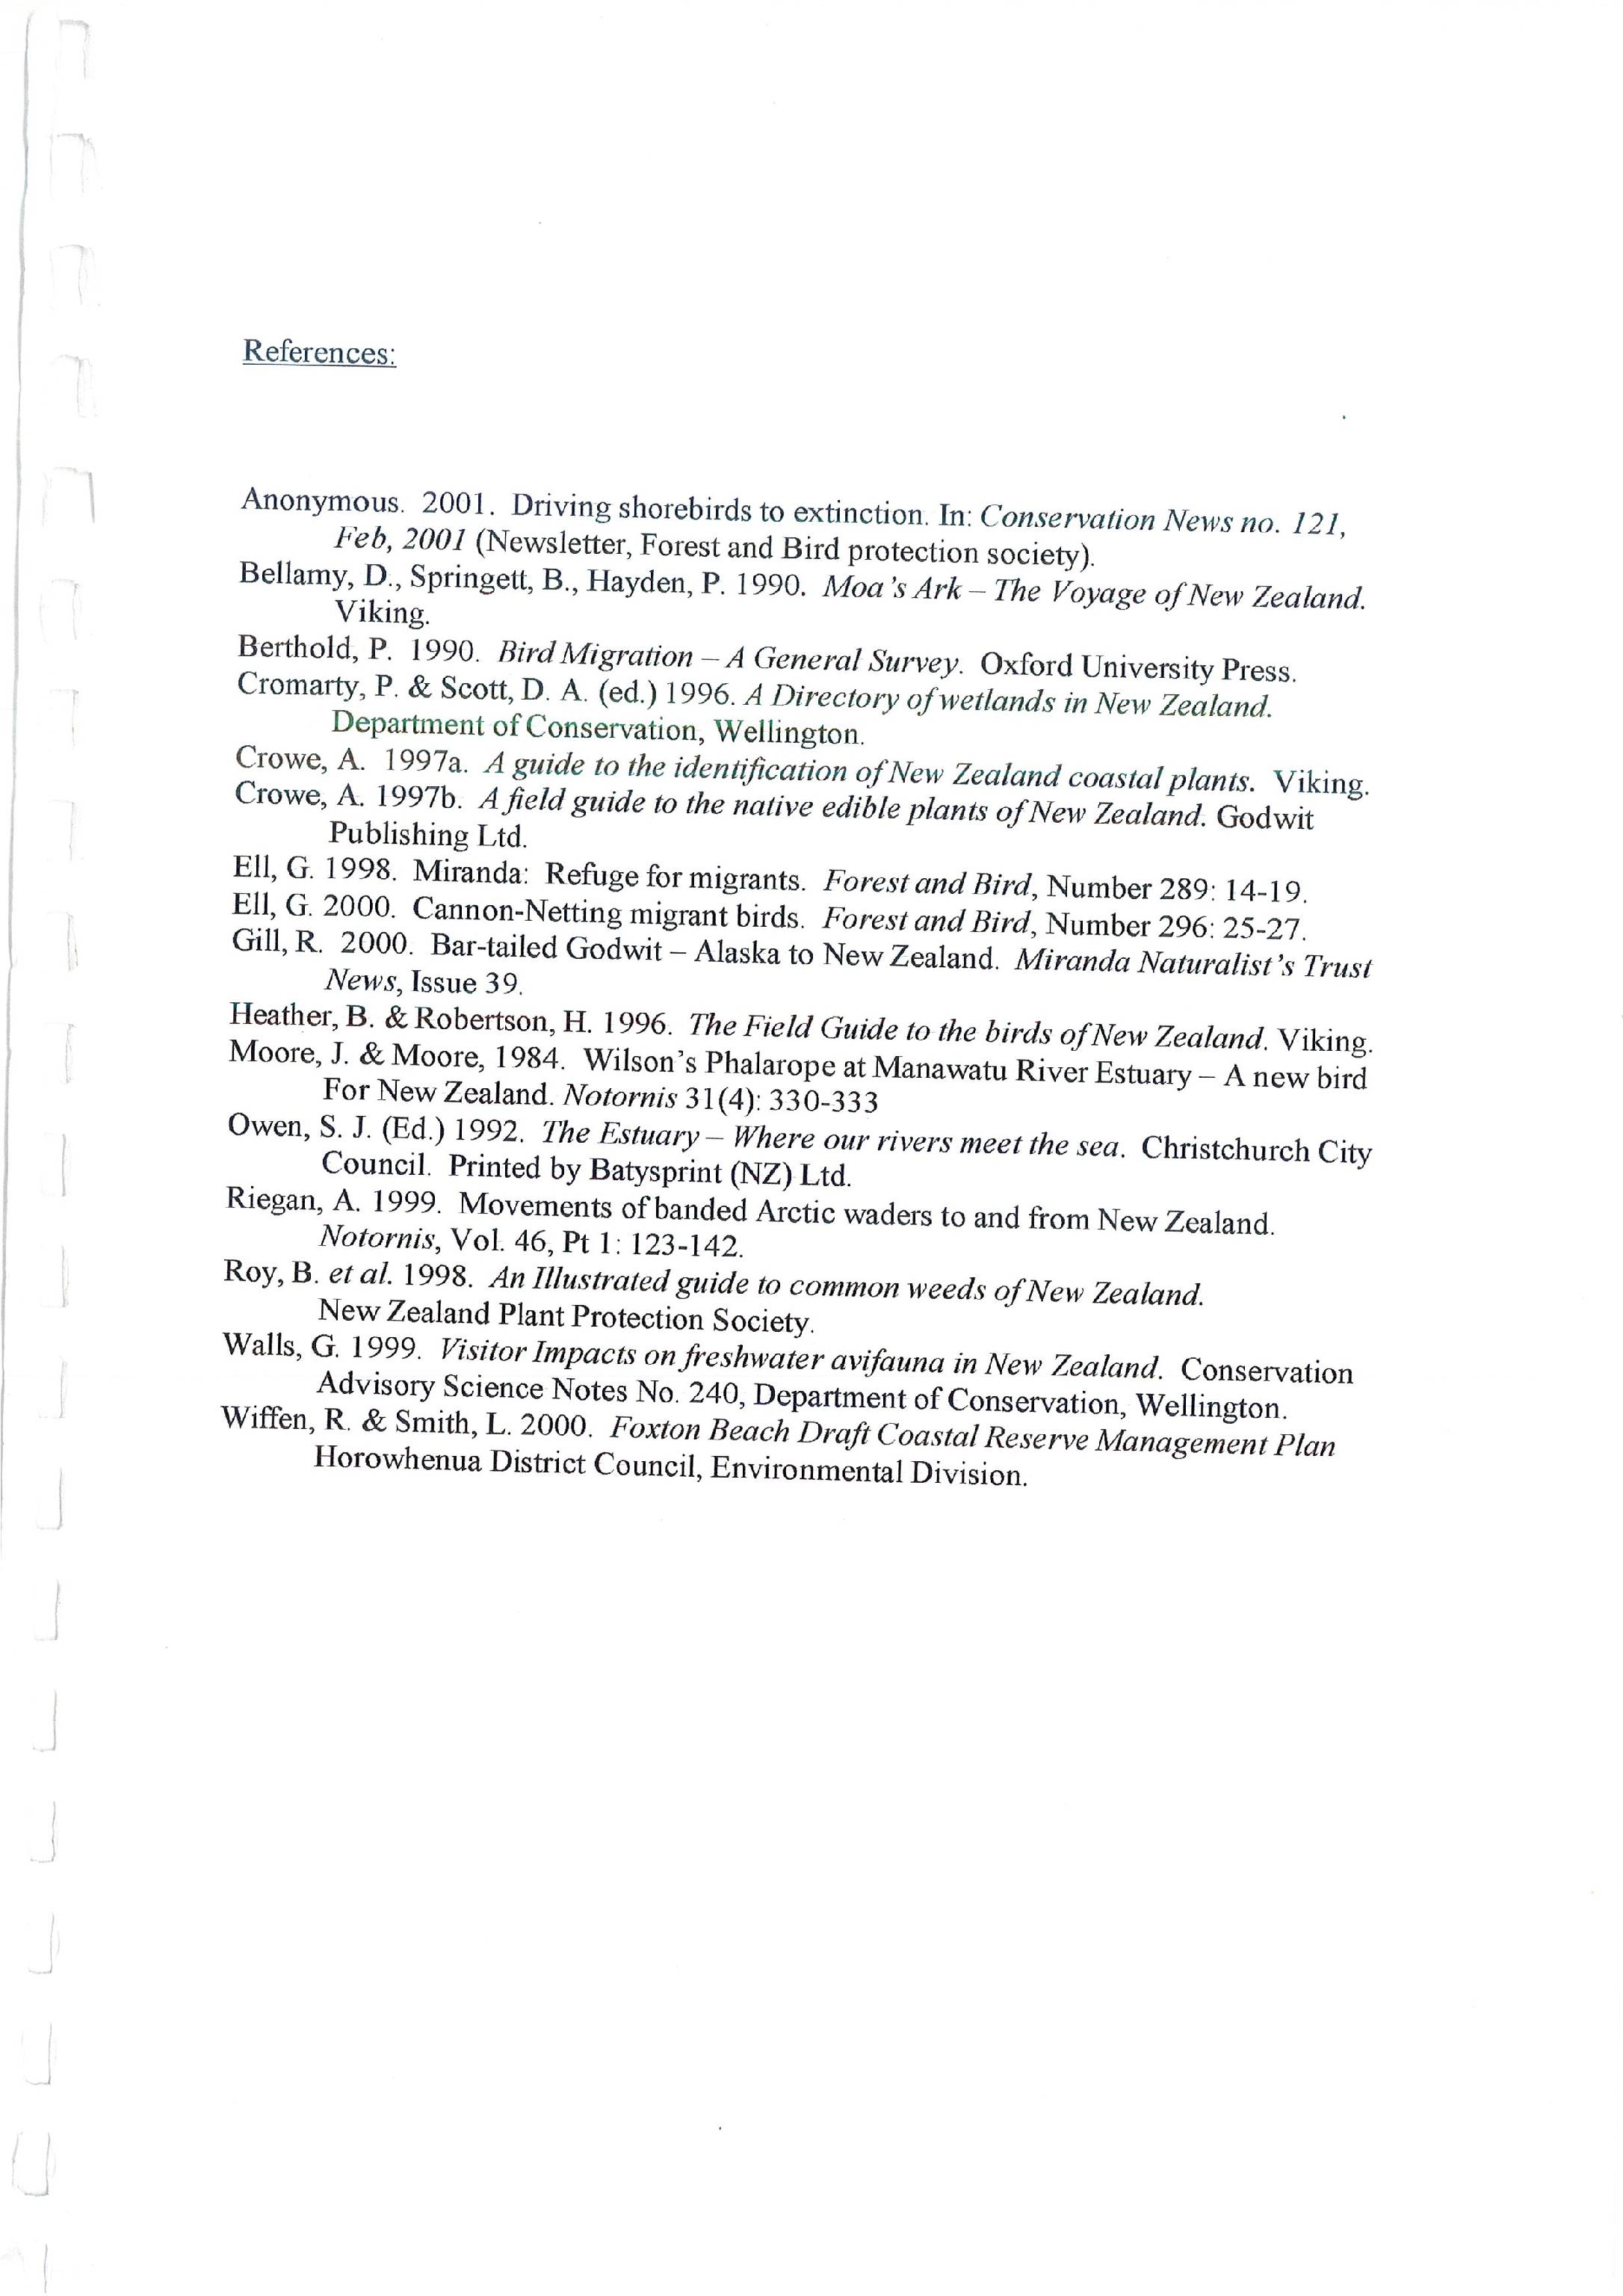 References:
Anonymous. 2001. Driving shorebirds to extinction. In: Conservation News no. 121,
Feb, 2001 (Newsletter, Forest and Bird protection society).
Bellamy, D., Springett, B., Hayden, P. 1990. Moa's Ark – The Voyage of New Zealand.
Viking.
Berthold, P. 1990. Bird Migration – A General Survey. Oxford University Press.
Cromarty, P. & Scott, D. A. (ed.) 1996. A Directory of wetlands in New Zealand.
Department of Conservation, Wellington.
Crowe, A. 1997a. A guide to the identification of New Zealand coastal plants. Viking.
Crowe, A. 1997b. A field guide to the native edible plants of New Zealand. Godwit
Publishing Ltd.
Ell, G. 1998. Miranda: Refuge for migrants. Forest and Bird, Number 289: 14-19.
Ell, G. 2000. Cannon-Netting migrant birds. Forest and Bird, Number 296: 25-27.
Gill, R. 2000. Bar-tailed Godwit – Alaska to New Zealand. Miranda Naturalist's Trust
News, Issue 39.
Heather, B. & Robertson, H. 1996. The Field Guide to the birds of New Zealand. Viking.
Moore, J. & Moore, 1984. Wilson's Phalarope at Manawatu River Estuary – A new bird
For New Zealand. Notornis 31(4): 330-333
Owen, S. J. (Ed.) 1992. The Estuary – Where our rivers meet the sea. Christchurch City
Council. Printed by Batysprint (NZ) Ltd.
Riegan, A. 1999. Movements of banded Arctic waders to and from New Zealand.
Notornis, Vol. 46, Pt 1: 123-142.
Roy, B. et al. 1998. An Illustrated guide to common weeds of New Zealand.
New Zealand Plant Protection Society.
Walls, G. 1999. Visitor Impacts on freshwater avifauna in New Zealand. Conservation
Advisory Science Notes No. 240, Department of Conservation, Wellington.
Wiffen, R. & Smith, L. 2000. Foxton Beach Draft Coastal Reserve Management Plan
Horowhenua District Council, Environmental Division.